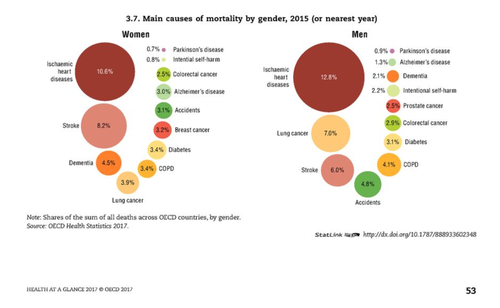 3.7. Main causes of mortality by gender, 2015 (or nearest year)
Women
Men
0.7% Parkinson's disease
0.8% Intential self-harm
2.5% Colorectal cancer
3.0% Alzheimer's disease
3.1% Accidents
3.2% Breast cancer
3.4% Diabetes
3.4% COPD
3.9%
Lung cancer
Dementia 4.5%
Stroke 8.2%
Ischaemic
heart
diseases
10.6%
0.9% Parkinson's disease
1.3% Alzheimer's disease
2.1% Dementia
2.2% Intentional self-harm
2.5% Prostate cancer
2.9% Colorectal cancer
3.1% Diabetes
4.1% COPD
4.8%
Accidents
Stroke 6.0%
Lung cancer 7.0%
Ischaemic
heart
diseases
12.8%
Note: Shares of the sum of all deaths across OECD countries, by gender.
Source: OECD Health Statistics 2017.
StatLink http://dx.doi.org/10.1787/888933602348
HEALTH AT A GLANCE 2017 © OECD 2017
53